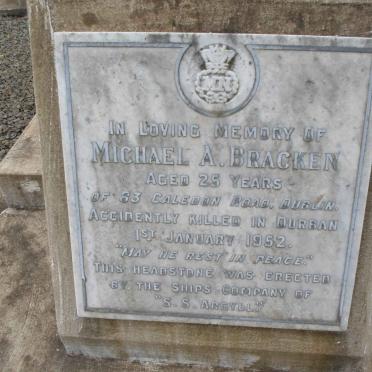 MN
IN LOVING MEMORY OF
MICHAEL A. BRACKEN
AGED 25 YEARS
OF 63 CALEDON ROAD, DUBLIN.
ACCIDENTLY KILLED IN DURBAN
1ST JANUARY 1952.
"MAY HE REST IN PEACE."
THIS HEADSTONE WAS ERECTED
BY THE SHIPS COMPANY OF
"S.S. ARGYLL"